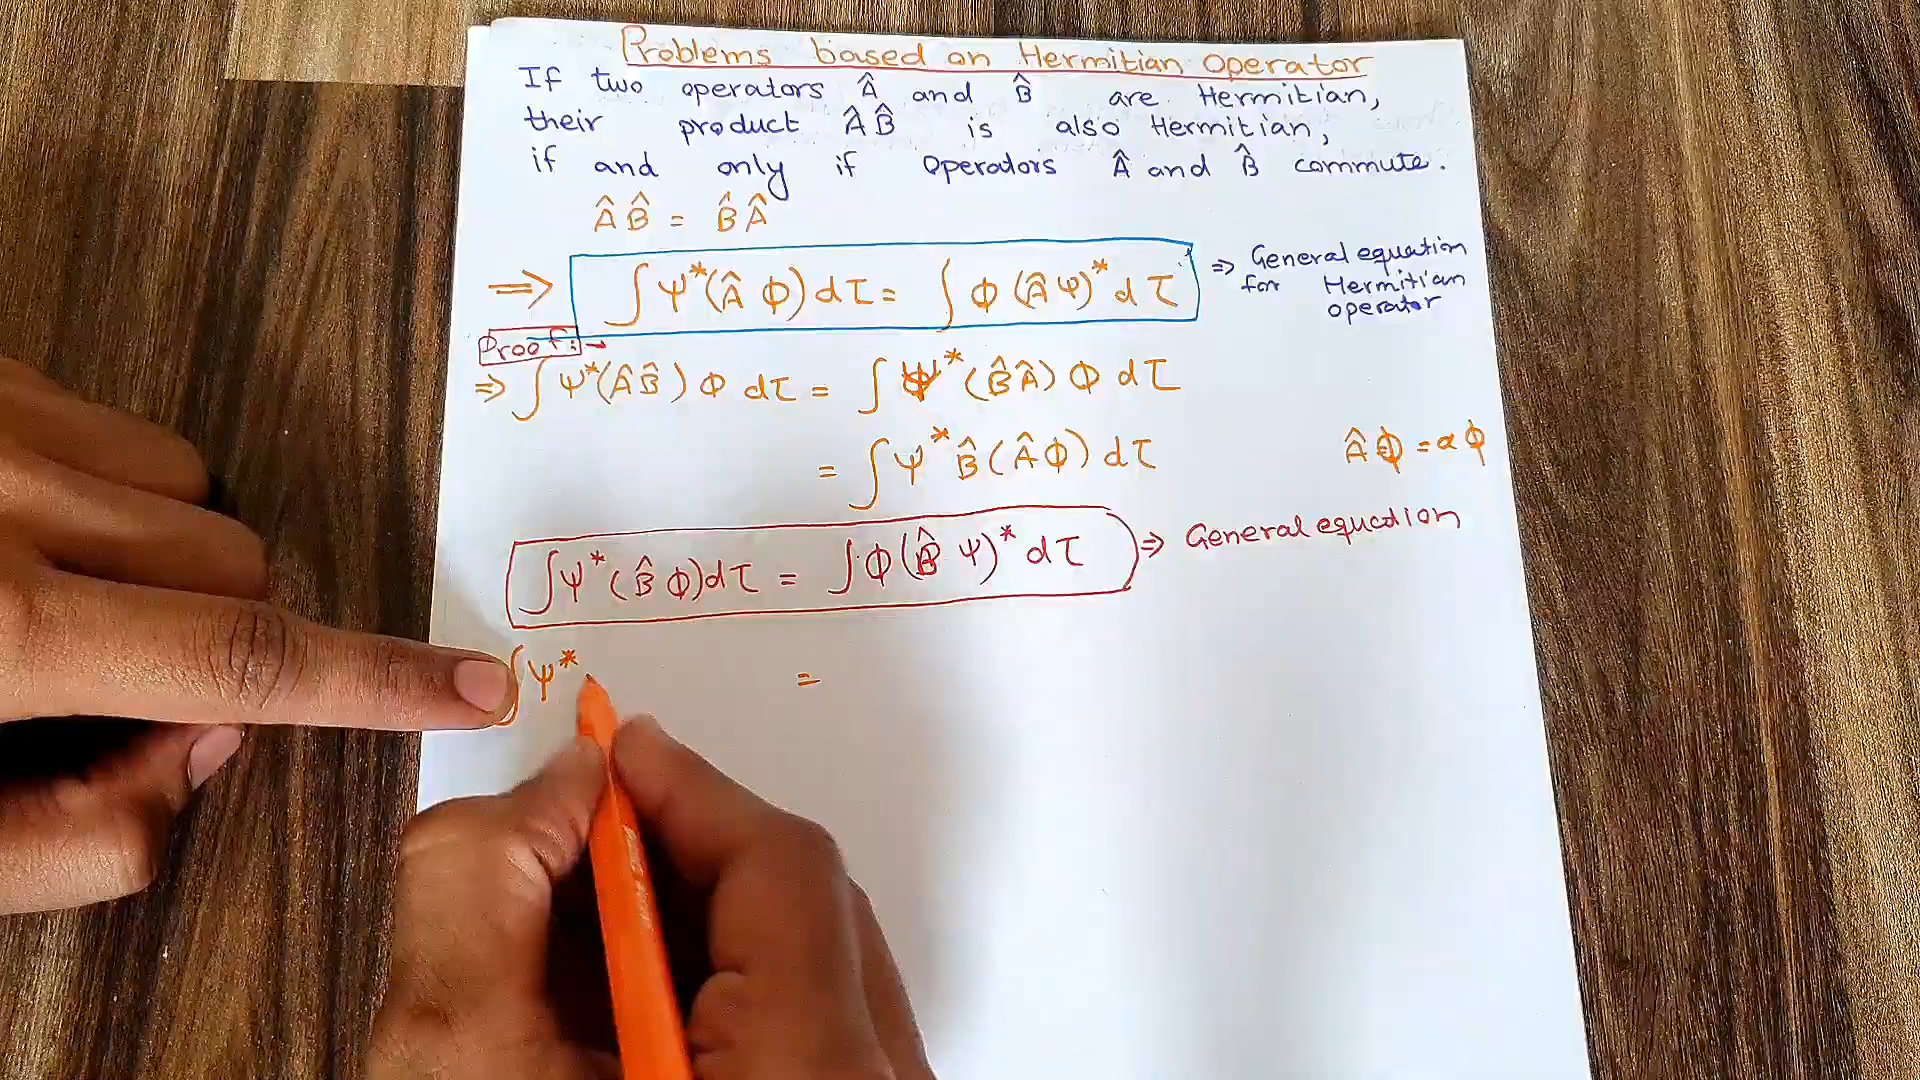 Problems based on Hermitian Operator
If two operators Â and B̂ are Hermitian,
their product ÂB̂ is also Hermitian,
if and only if Operators Â and B̂ commute.
ÂB̂ = B̂Â
⇒ ∫ψ*(Â ϕ)dτ = ∫ϕ(Âψ)*dτ
⇒ General equation
for Hermitian
operator
Proof:→
⇒ ∫ψ*(ÂB̂)ϕ dτ = ∫ψ*(B̂Â)ϕ dτ
= ∫ψ*B̂(Âϕ)dτ
Âϕ = αϕ
∫ψ*(B̂ϕ)dτ = ∫ϕ(B̂ψ)*dτ ⇒ General equation
∫ψ* =